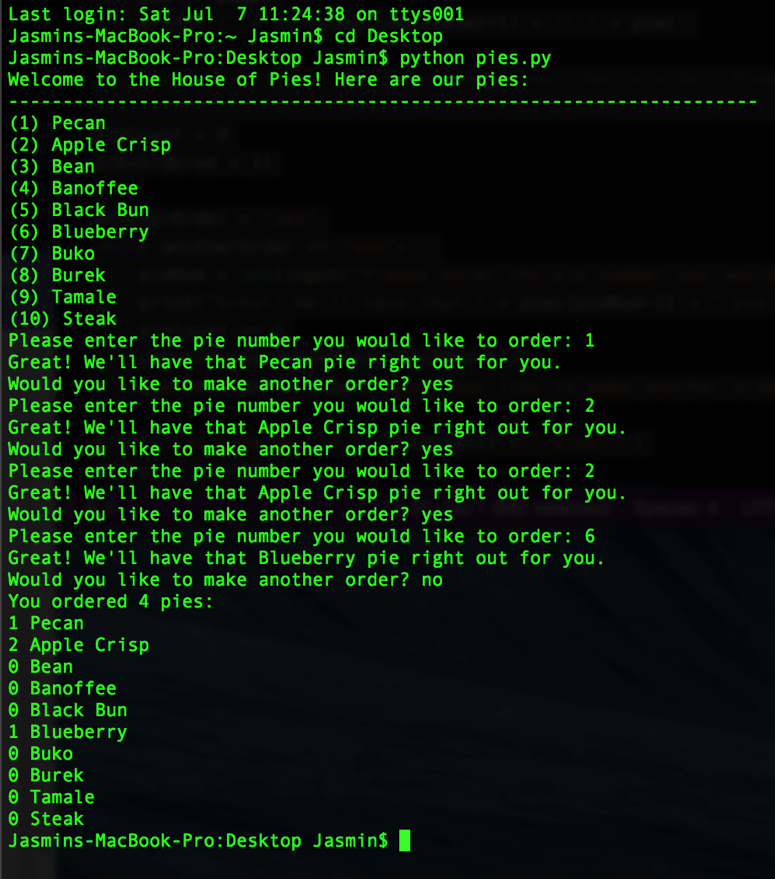 Last login: Sat Jul  7 11:24:38 on ttys001
Jasmins-MacBook-Pro:~ Jasmin$ cd Desktop
Jasmins-MacBook-Pro:Desktop Jasmin$ python pies.py
Welcome to the House of Pies! Here are our pies:
---------------------------------------------------------------------
(1) Pecan
(2) Apple Crisp
(3) Bean
(4) Banoffee
(5) Black Bun
(6) Blueberry
(7) Buko
(8) Burek
(9) Tamale
(10) Steak
Please enter the pie number you would like to order: 1
Great! We'll have that Pecan pie right out for you.
Would you like to make another order? yes
Please enter the pie number you would like to order: 2
Great! We'll have that Apple Crisp pie right out for you.
Would you like to make another order? yes
Please enter the pie number you would like to order: 2
Great! We'll have that Apple Crisp pie right out for you.
Would you like to make another order? yes
Please enter the pie number you would like to order: 6
Great! We'll have that Blueberry pie right out for you.
Would you like to make another order? no
You ordered 4 pies:
1 Pecan
2 Apple Crisp
0 Bean
0 Banoffee
0 Black Bun
1 Blueberry
0 Buko
0 Burek
0 Tamale
0 Steak
Jasmins-MacBook-Pro:Desktop Jasmin$